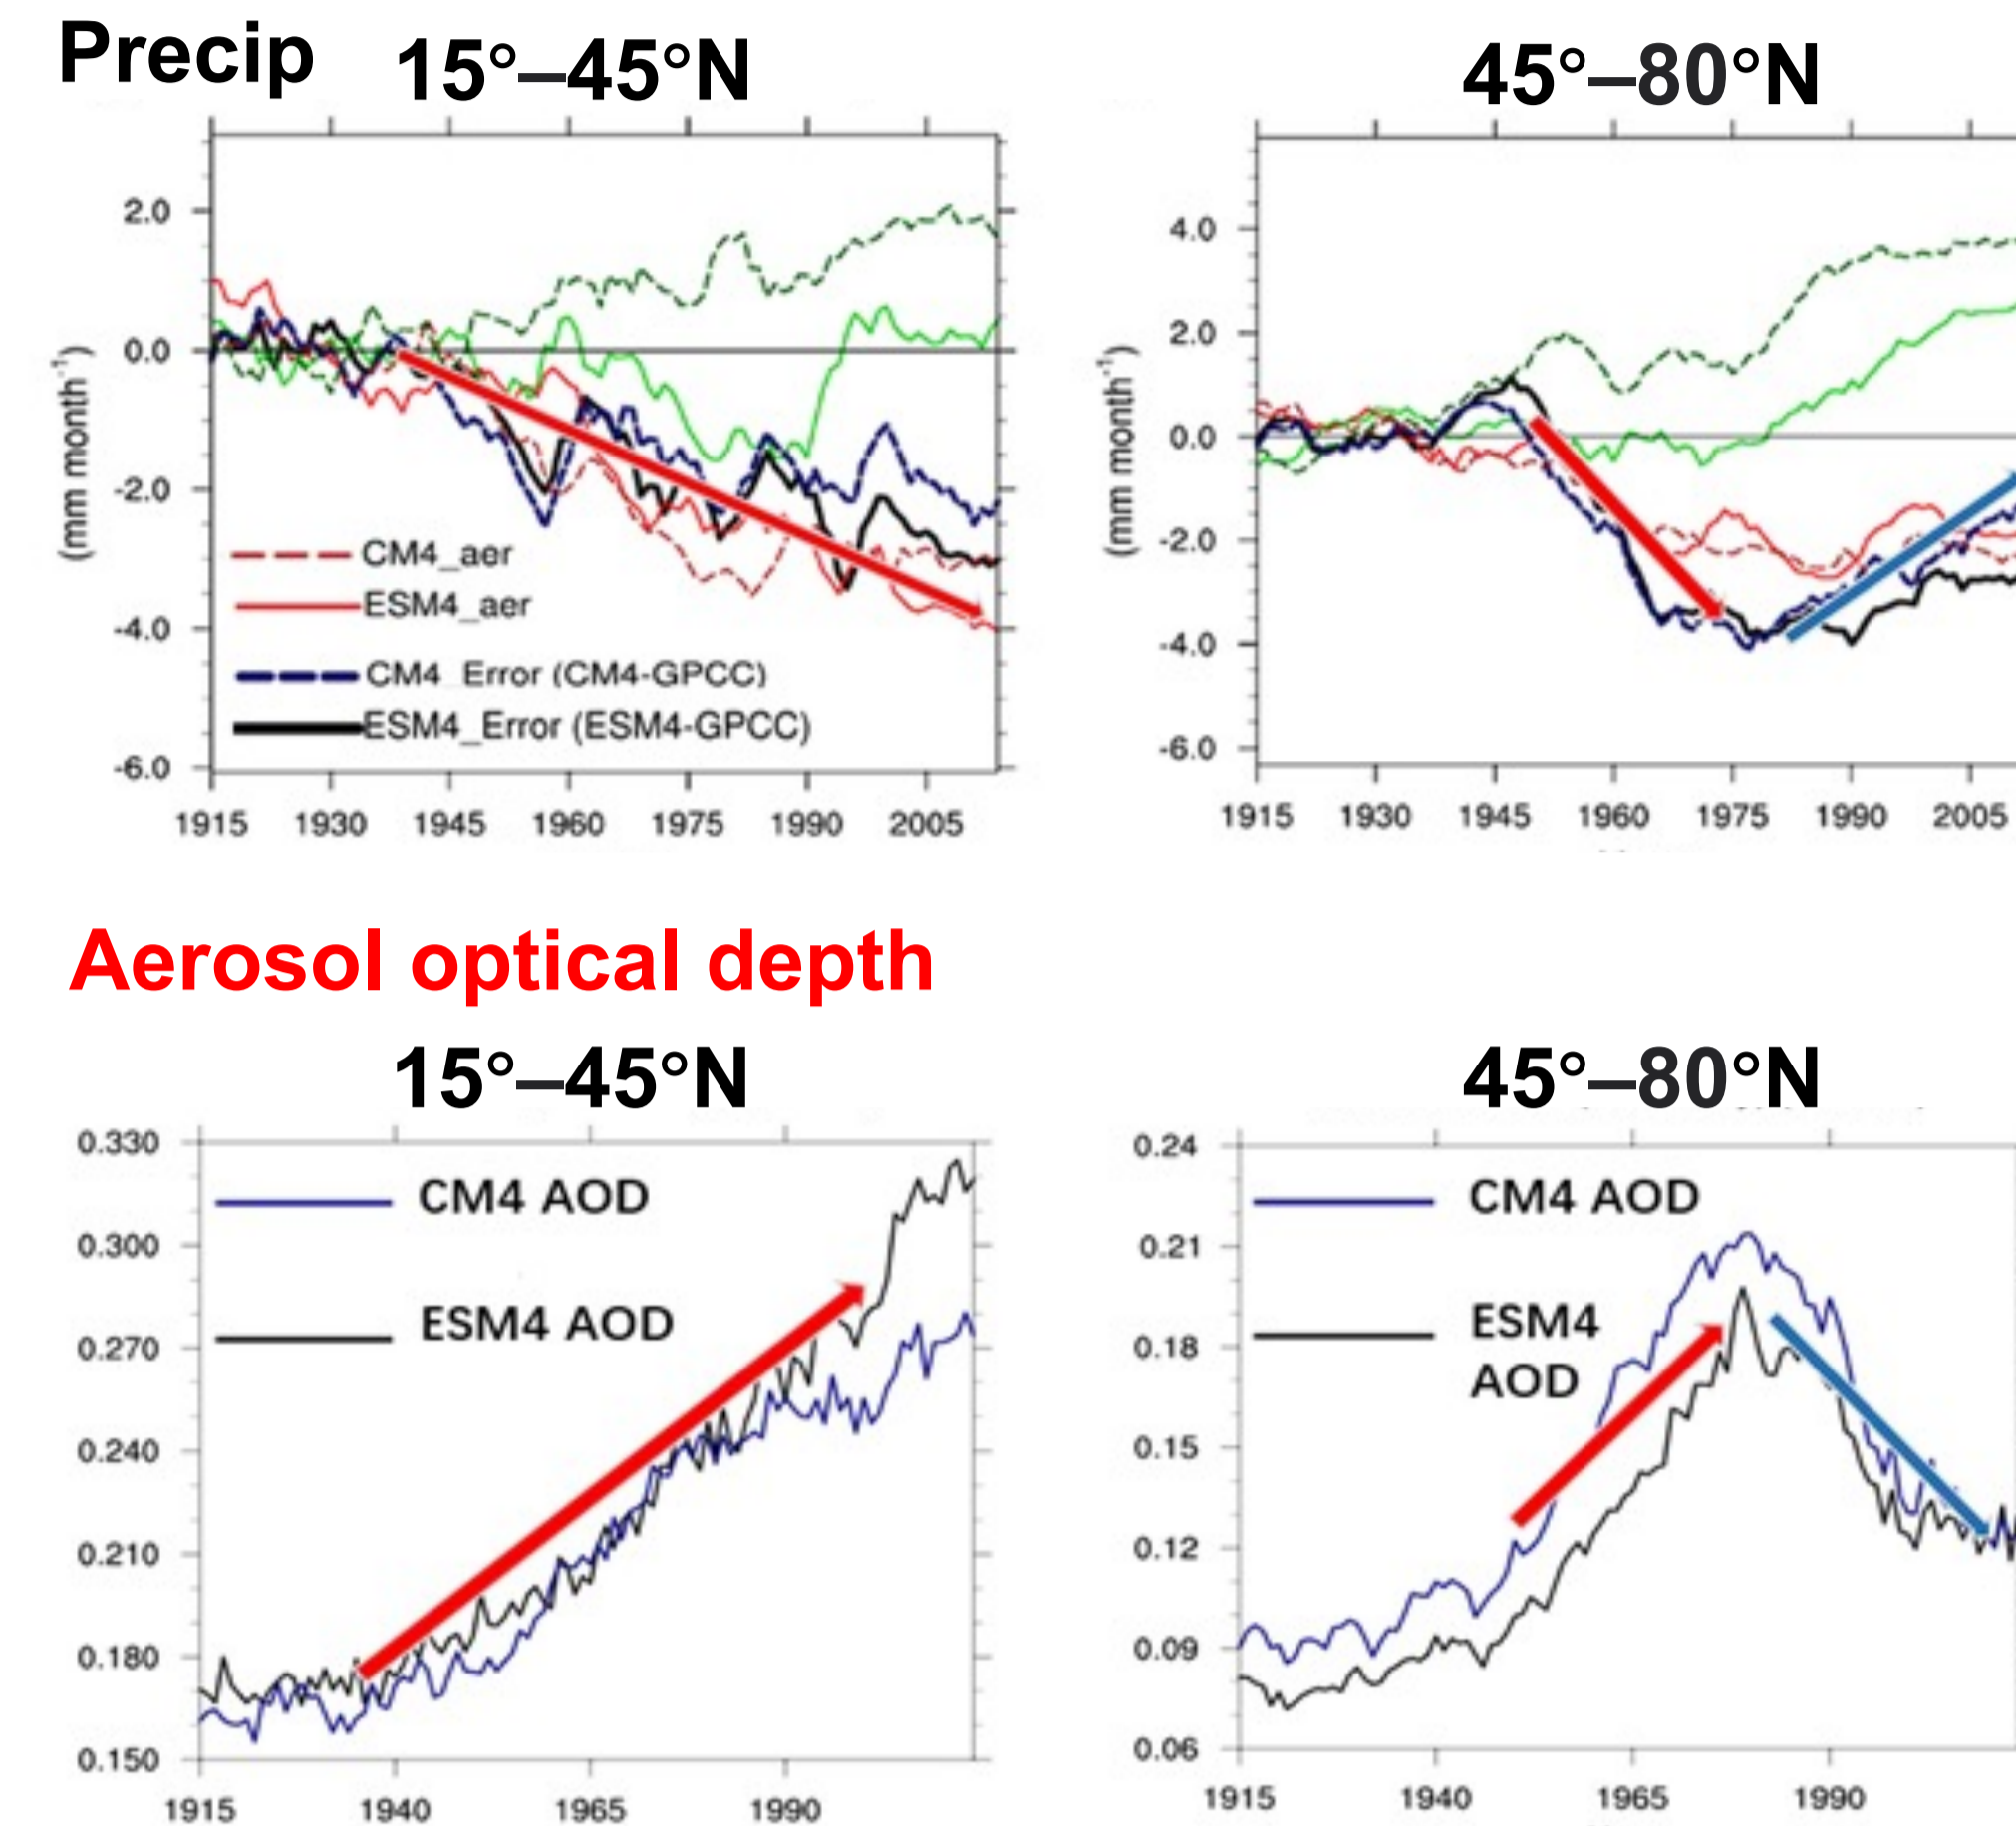 Precip
15°–45°N
45°–80°N
2.0
0.0
-2.0
-4.0
-6.0
(mm month⁻¹)
CM4_aer
ESM4_aer
CM4_Error (CM4-GPCC)
ESM4_Error (ESM4-GPCC)
1915 1930 1945 1960 1975 1990 2005
4.0
2.0
0.0
-2.0
-4.0
-6.0
(mm month⁻¹)
1915 1930 1945 1960 1975 1990 2005
Aerosol optical depth
15°–45°N
45°–80°N
0.330
0.300
0.270
0.240
0.210
0.180
0.150
CM4 AOD
ESM4 AOD
1915 1940 1965 1990
0.24
0.21
0.18
0.15
0.12
0.09
0.06
CM4 AOD
ESM4
AOD
1915 1940 1965 1990